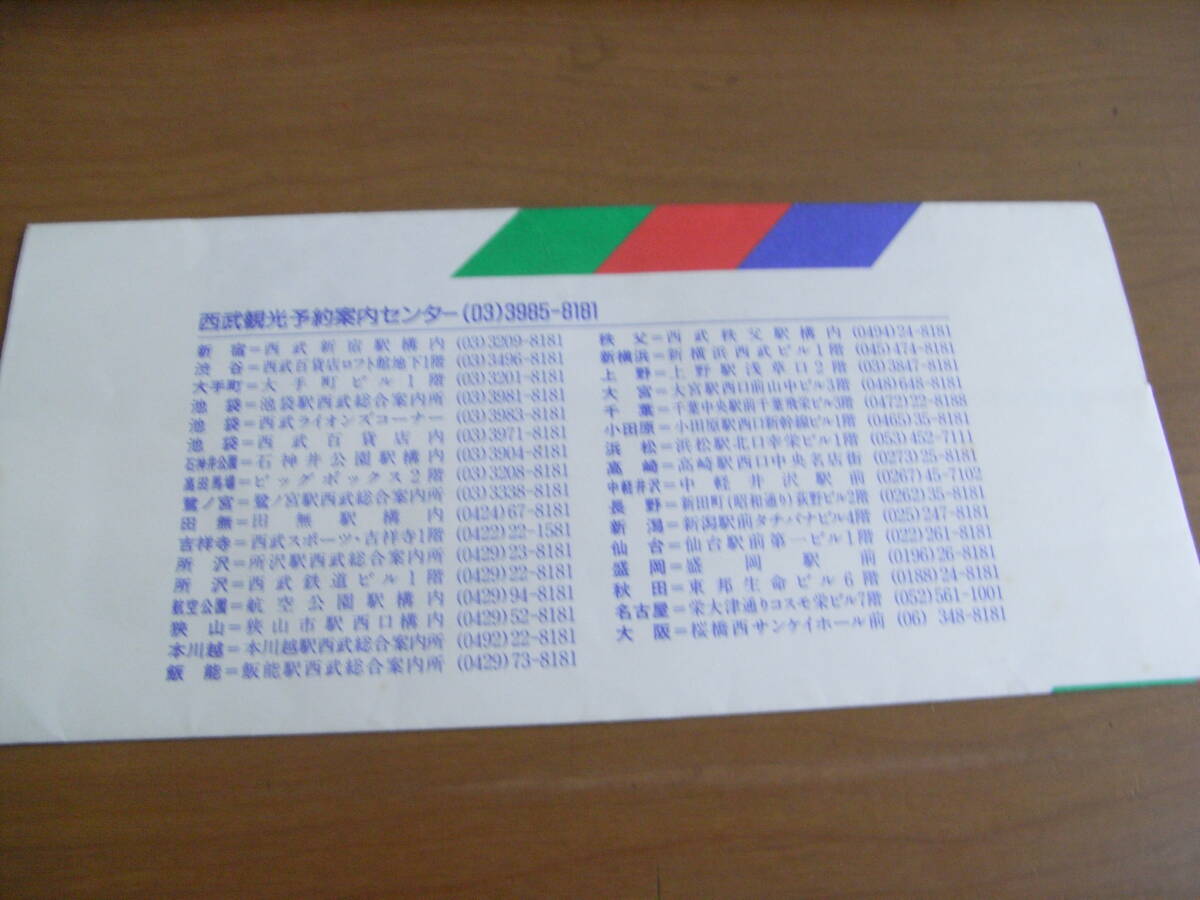 西武観光予約案内センター(03)3985-8181
新宿=西武新宿駅構内 (03)3209-8181
渋谷=西武百貨店ロフト館地下1階 (03)3496-8181
大手町=大手町ビル1階 (03)3201-8181
池袋=池袋駅西武総合案内所 (03)3981-8181
池袋=西武ライオンズコーナー (03)3983-8181
池袋=西武百貨店内 (03)3971-8181
石神井公園=石神井公園駅構内 (03)3904-8181
高田馬場=ビッグボックス2階 (03)3208-8181
鷺ノ宮=鷺ノ宮駅西武総合案内所 (03)3338-8181
田無=田無駅構内 (0424)67-8181
吉祥寺=西武スポーツ・吉祥寺1階 (0422)22-1581
所沢=所沢駅西武総合案内所 (0429)23-8181
所沢=西武鉄道ビル1階 (0429)22-8181
航空公園=航空公園駅構内 (0429)94-8181
狭山=狭山市駅西口構内 (0429)52-8181
本川越=本川越駅西武総合案内所 (0492)22-8181
飯能=飯能駅西武総合案内所 (0429)73-8181
秩父=西武秩父駅構内 (0494)24-8181
新横浜=新横浜西武ビル1階 (045)474-8181
上野=上野駅浅草口2階 (03)3847-8181
大宮=大宮駅西口前山中ビル3階 (048)648-8181
千葉=千葉中央駅前千葉飛栄ビル3階 (0472)22-8188
小田原=小田原駅西口新幹線ビル1階 (0465)35-8181
浜松=浜松駅北口幸栄ビル1階 (053)452-7111
高崎=高崎駅西口中央名店街 (0273)25-8181
中軽井沢=中軽井沢駅前 (0267)45-7102
長野=新田町(昭和通り)荻野ビル2階 (0262)35-8181
新潟=新潟駅前タチバナビル4階 (025)247-8181
仙台=仙台駅前第一ビル1階 (022)261-8181
盛岡=盛岡駅前 (0196)26-8181
秋田=東邦生命ビル6階 (0188)24-8181
名古屋=栄大津通りコスモ栄ビル7階 (052)561-1001
大阪=桜橋西サンケイホール前 (06) 348-8181